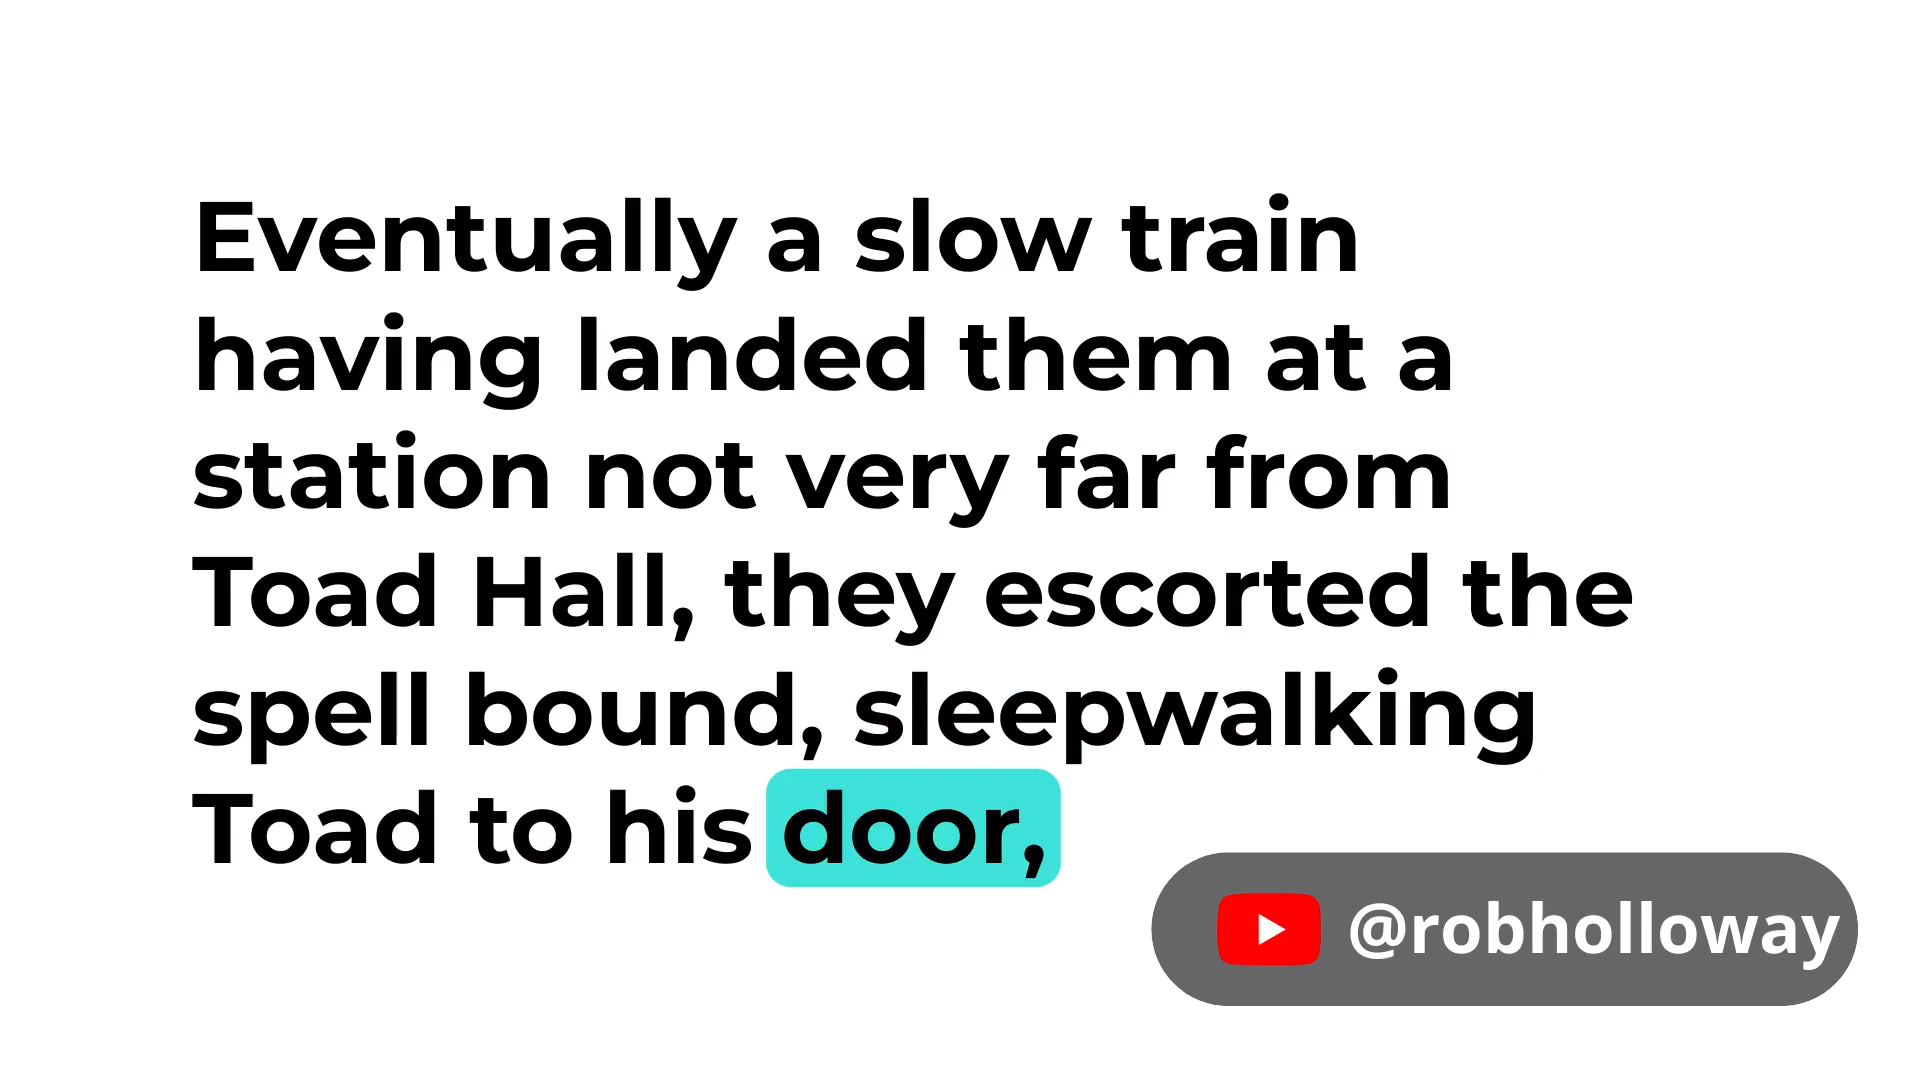 Eventually a slow train
having landed them at a
station not very far from
Toad Hall, they escorted the
spell bound, sleepwalking
Toad to his door,
@robholloway